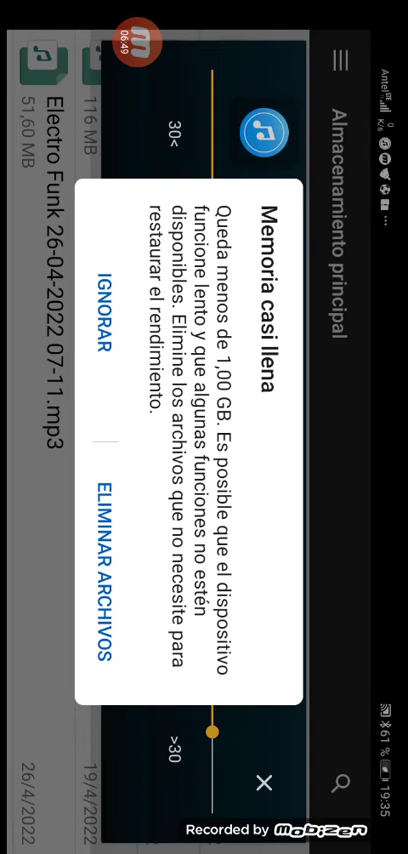 Antel LTE 0 K/s ...
61 % 19:35
Almacenamiento principal
Memoria casi llena
Queda menos de 1,00 GB. Es posible que el dispositivo
funcione lento y que algunas funciones no estén
disponibles. Elimine los archivos que no necesite para
restaurar el rendimiento.
IGNORAR
ELIMINAR ARCHIVOS
30<
>30
116 MB
19/4/2022
Electro Funk 26-04-2022 07-11.mp3
51,60 MB
26/4/2022
06:49
Recorded by mobizen